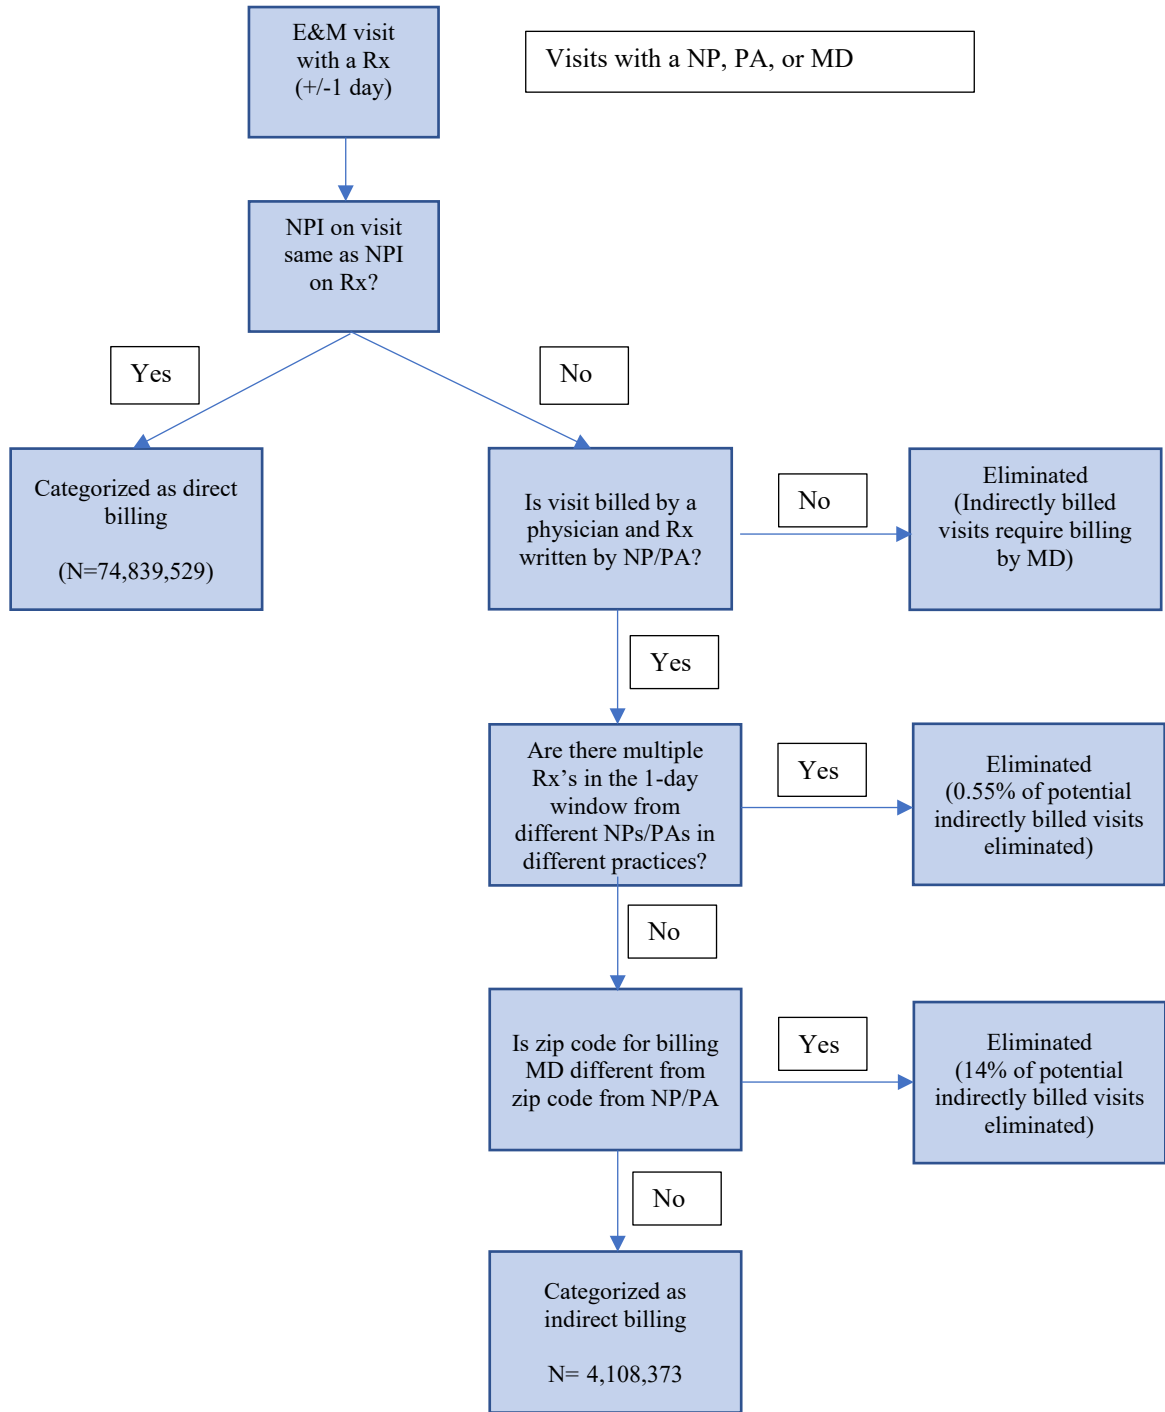 E&M visit
with a Rx
(+/-1 day)
Visits with a NP, PA, or MD
NPI on visit
same as NPI
on Rx?
Yes
No
Categorized as direct
billing
(N=74,839,529)
Is visit billed by a
physician and Rx
written by NP/PA?
No
Eliminated
(Indirectly billed
visits require billing
by MD)
Yes
Are there multiple
Rx's in the 1-day
window from
different NPs/PAs in
different practices?
Yes
Eliminated
(0.55% of potential
indirectly billed visits
eliminated)
No
Is zip code for billing
MD different from
zip code from NP/PA
Yes
Eliminated
(14% of potential
indirectly billed visits
eliminated)
No
Categorized as
indirect billing
N= 4,108,373